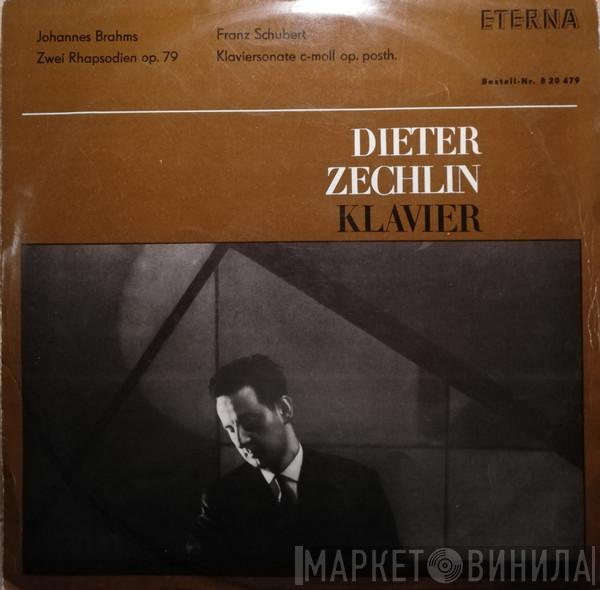 Johannes Brahms
Zwei Rhapsodien op. 79
Franz Schubert
Klaviersonate c-moll op. posth.
ETERNA
Bestell-Nr. 8 20 479
DIETER
ZECHLIN
KLAVIER
МАРКЕТ ВИНИЛА